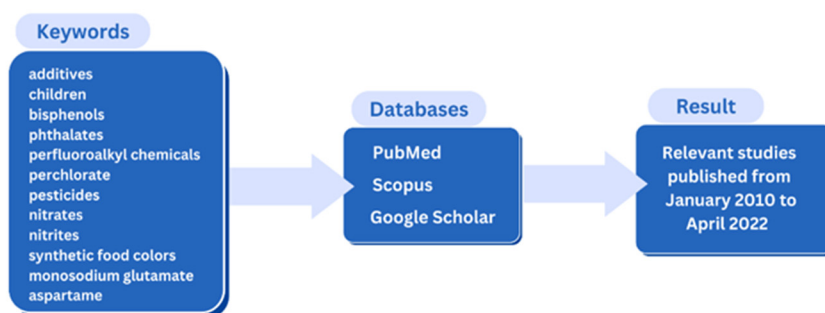 Keywords
additives
children
bisphenols
phthalates
perfluoroalkyl chemicals
perchlorate
pesticides
nitrates
nitrites
synthetic food colors
monosodium glutamate
aspartame
Databases
PubMed
Scopus
Google Scholar
Result
Relevant studies
published from
January 2010 to
April 2022